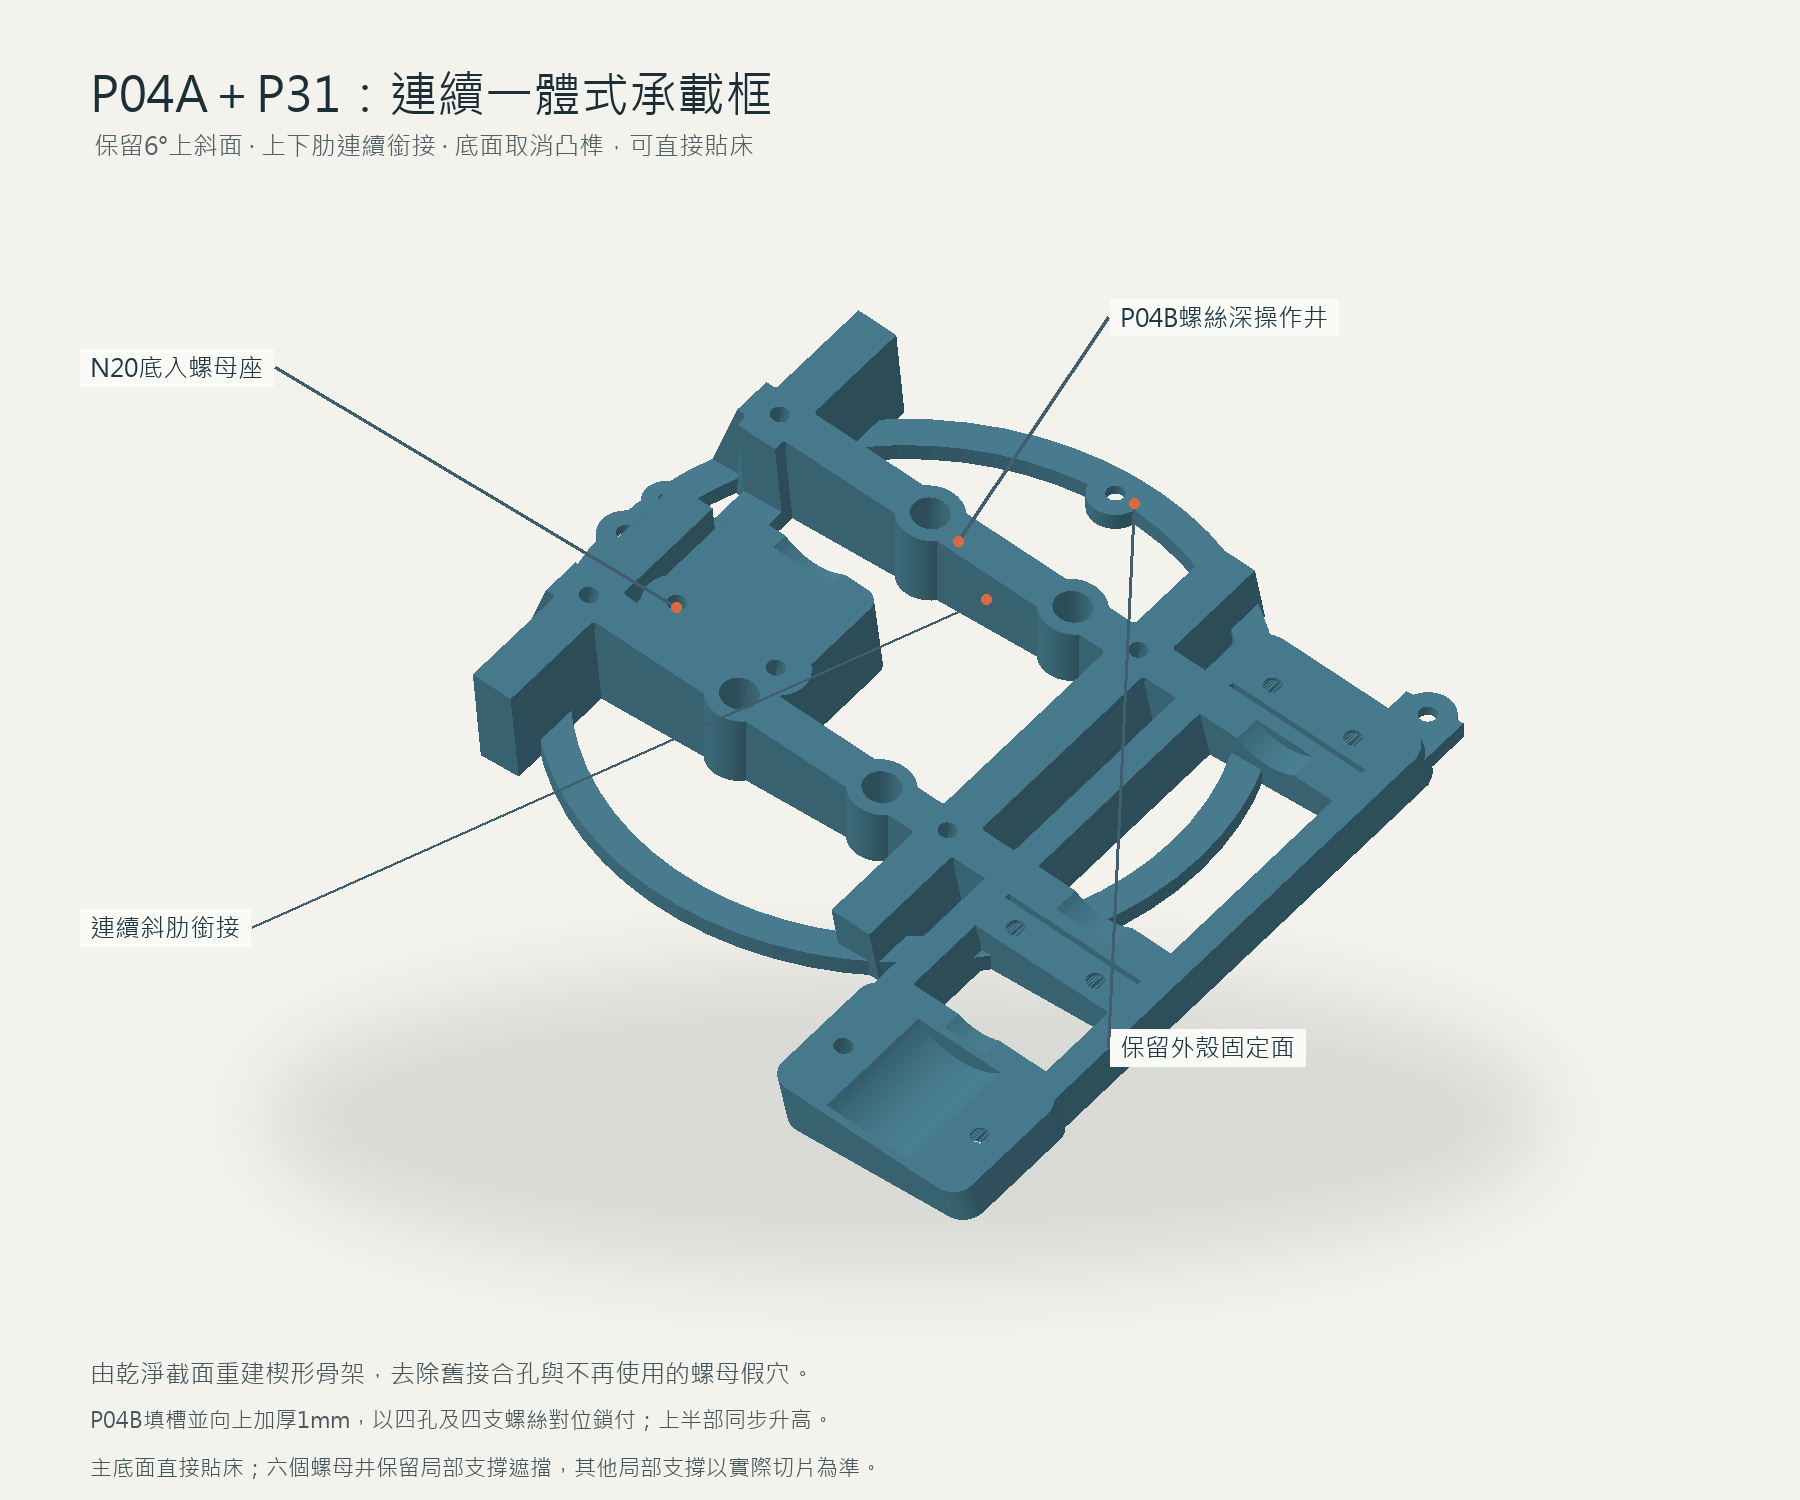 P04A＋P31：連續一體式承載框
保留6°上斜面 · 上下肋連續銜接 · 底面取消凸榫，可直接貼床
P04B螺絲深操作井
N20底入螺母座
連續斜肋銜接
保留外殼固定面
由乾淨截面重建楔形骨架，去除舊接合孔與不再使用的螺母假穴。
P04B填槽並向上加厚1mm，以四孔及四支螺絲對位鎖付；上半部同步升高。
主底面直接貼床；六個螺母井保留局部支撐遮擋，其他局部支撐以實際切片為準。